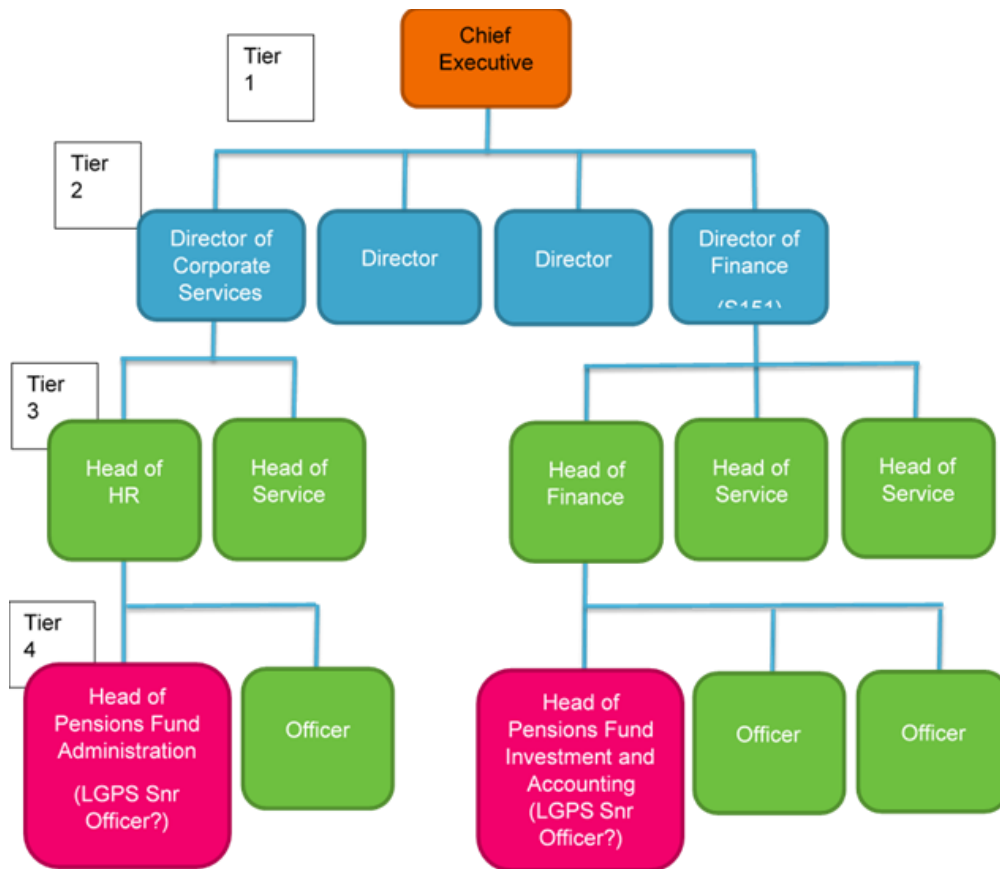 Tier
1
Chief
Executive
Tier
2
Director of
Corporate
Services
Director
Director
Director of
Finance
(S151)
Tier
3
Head of
HR
Head of
Service
Head of
Finance
Head of
Service
Head of
Service
Tier
4
Head of
Pensions Fund
Administration
(LGPS Snr
Officer?)
Officer
Head of
Pensions Fund
Investment and
Accounting
(LGPS Snr
Officer?)
Officer
Officer